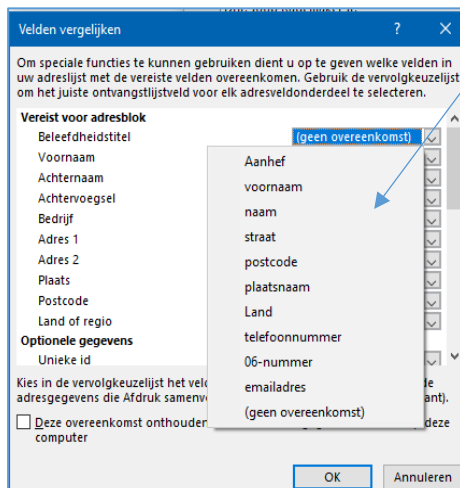 Velden vergelijken ? ×
Om speciale functies te kunnen gebruiken dient u op te geven welke velden in
uw adreslijst met de vereiste velden overeenkomen. Gebruik de vervolgkeuzelijst
om het juiste ontvangstlijstveld voor elk adresveldonderdeel te selecteren.
Vereist voor adresblok
Beleefdheidstitel (geen overeenkomst)
Voornaam
Achternaam
Achtervoegsel
Bedrijf
Adres 1
Adres 2
Plaats
Postcode
Land of regio
Optionele gegevens
Unieke id
Aanhef
voornaam
naam
straat
postcode
plaatsnaam
Land
telefoonnummer
06-nummer
emailadres
(geen overeenkomst)
Kies in de vervolgkeuzelijst het
adresgegevens die Afdruk
Deze overeenkomst onthouden deze
computer
OK Annuleren